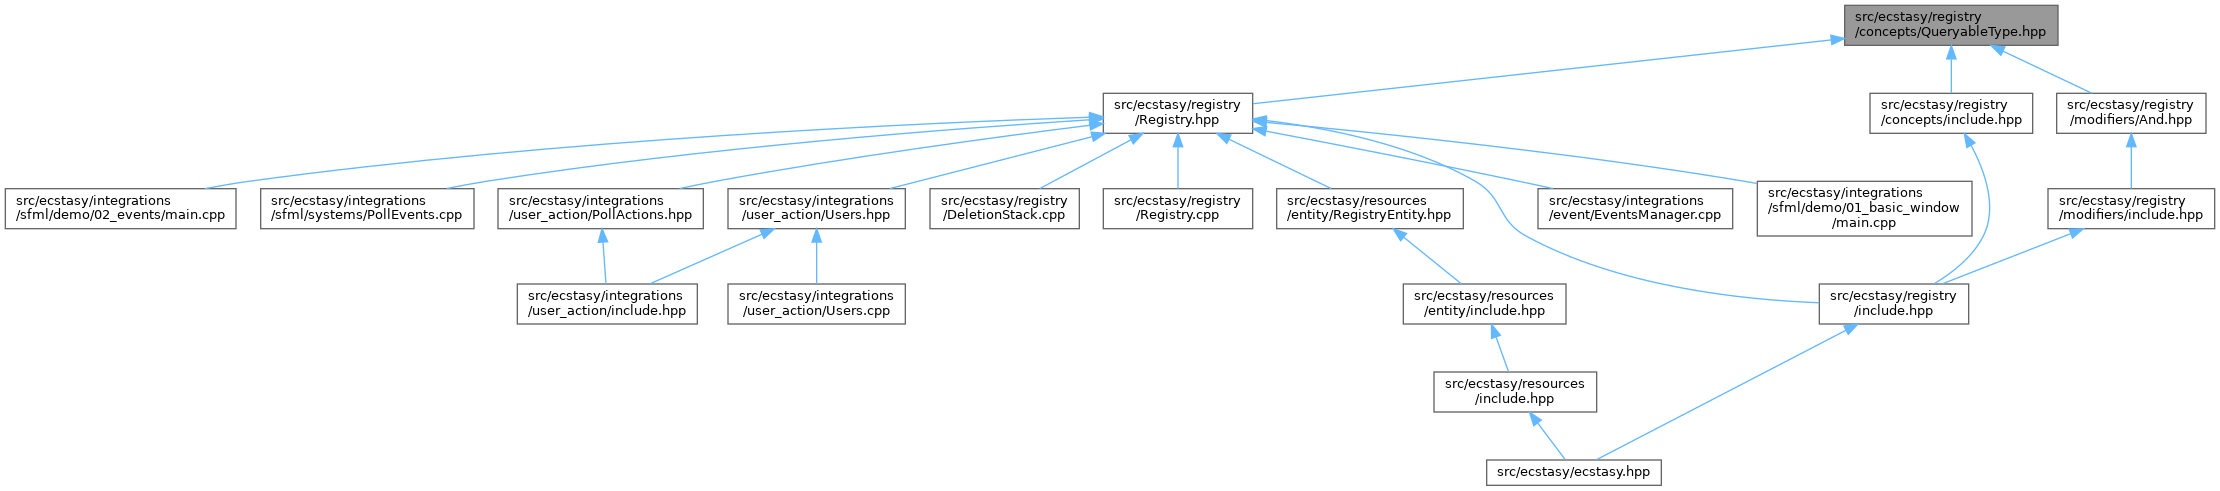 src/ecstasy/registry
/concepts/QueryableType.hpp
src/ecstasy/registry
/Registry.hpp
src/ecstasy/registry
/concepts/include.hpp
src/ecstasy/registry
/modifiers/And.hpp
src/ecstasy/integrations
/sfml/demo/02_events/main.cpp
src/ecstasy/integrations
/sfml/systems/PollEvents.cpp
src/ecstasy/integrations
/user_action/PollActions.hpp
src/ecstasy/integrations
/user_action/Users.hpp
src/ecstasy/registry
/DeletionStack.cpp
src/ecstasy/registry
/Registry.cpp
src/ecstasy/resources
/entity/RegistryEntity.hpp
src/ecstasy/integrations
/event/EventsManager.cpp
src/ecstasy/integrations
/sfml/demo/01_basic_window
/main.cpp
src/ecstasy/registry
/modifiers/include.hpp
src/ecstasy/integrations
/user_action/include.hpp
src/ecstasy/integrations
/user_action/Users.cpp
src/ecstasy/resources
/entity/include.hpp
src/ecstasy/registry
/include.hpp
src/ecstasy/resources
/include.hpp
src/ecstasy/ecstasy.hpp